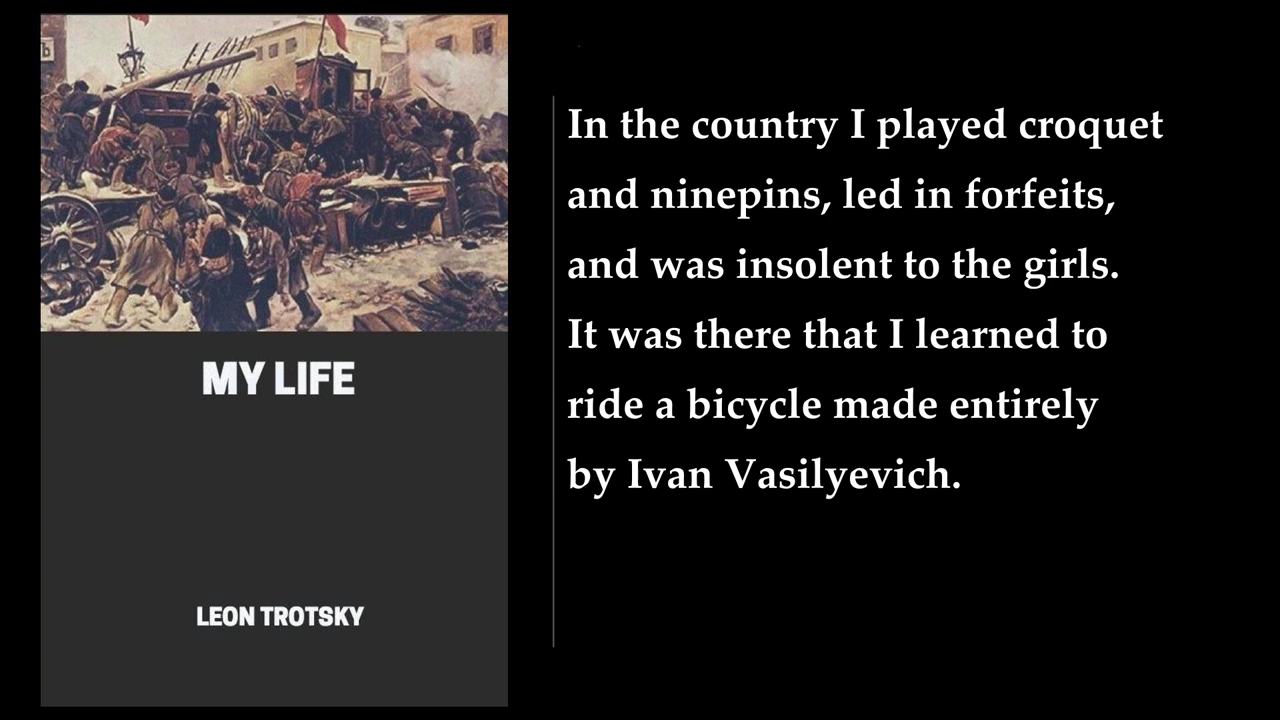 MY LIFE
LEON TROTSKY
In the country I played croquet
and ninepins, led in forfeits,
and was insolent to the girls.
It was there that I learned to
ride a bicycle made entirely
by Ivan Vasilyevich.